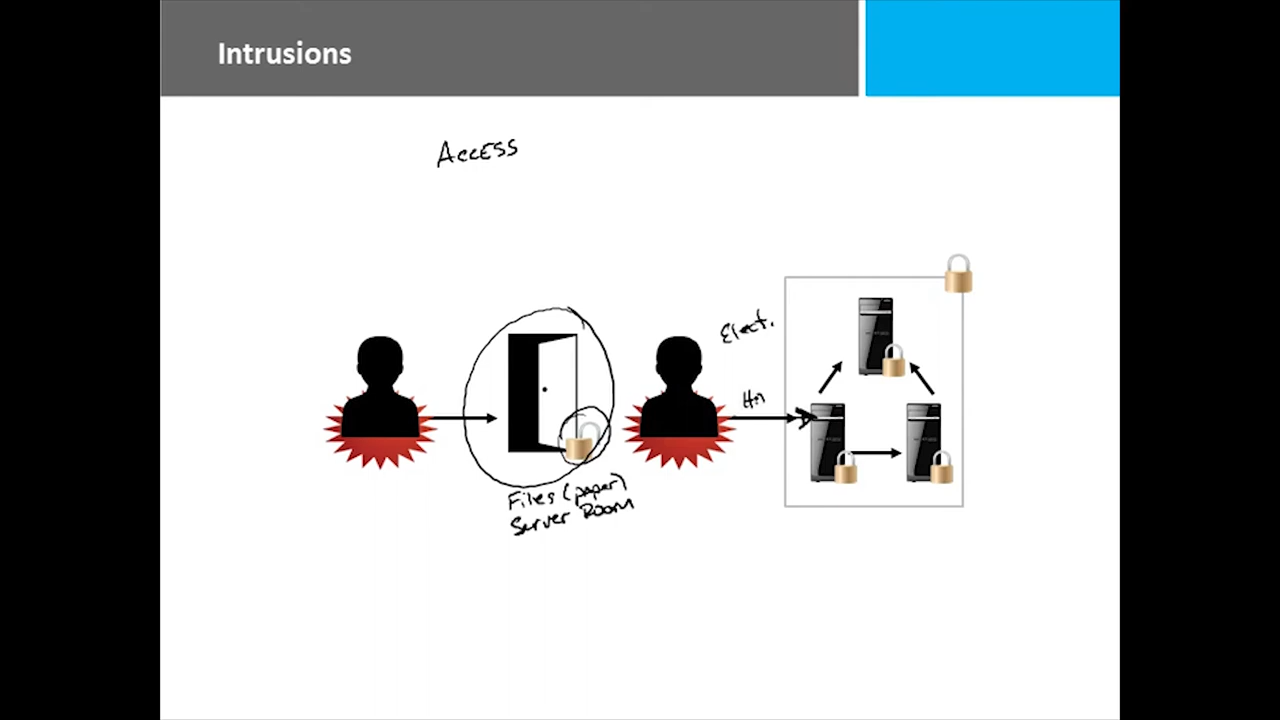 Intrusions
Access
Elect.
Files (paper)
Server Room